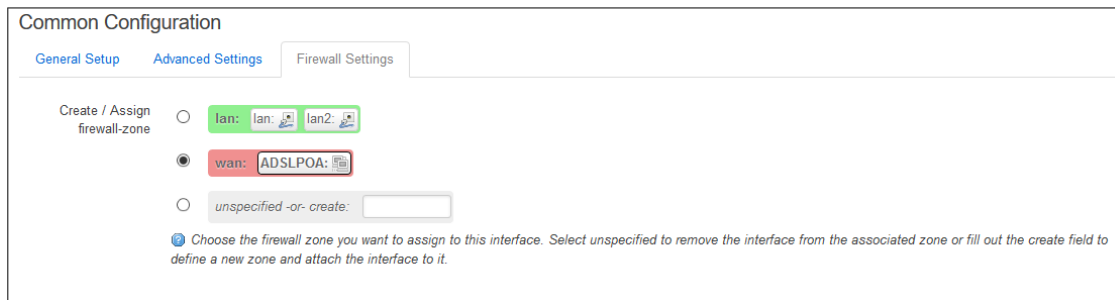 Common Configuration
General Setup Advanced Settings Firewall Settings
Create / Assign
firewall-zone
lan: lan: lan2:
wan: ADSLPOA:
unspecified -or- create:
Choose the firewall zone you want to assign to this interface. Select unspecified to remove the interface from the associated zone or fill out the create field to
define a new zone and attach the interface to it.